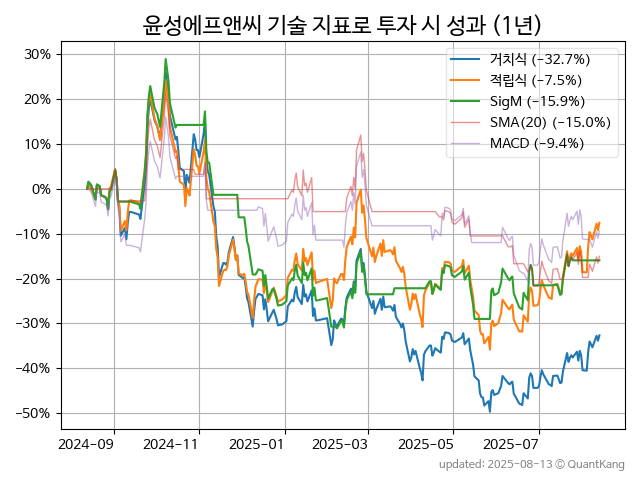 윤성에프앤씨 기술 지표로 투자 시 성과 (1년)
30%
20%
10%
0%
−10%
−20%
−30%
−40%
−50%
거치식 (−32.7%)
적립식 (−7.5%)
SigM (−15.9%)
SMA(20) (−15.0%)
MACD (−9.4%)
2024-09 2024-11 2025-01 2025-03 2025-05 2025-07
updated: 2025-08-13 © QuantKang